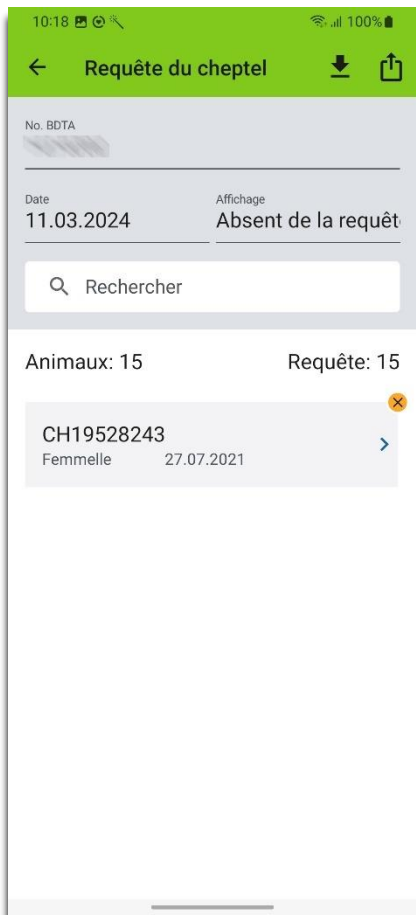 10:18 100%
Requête du cheptel
No. BDTA
Date Affichage
11.03.2024 Absent de la requêt
Rechercher
Animaux: 15 Requête: 15
CH19528243
Femmelle 27.07.2021